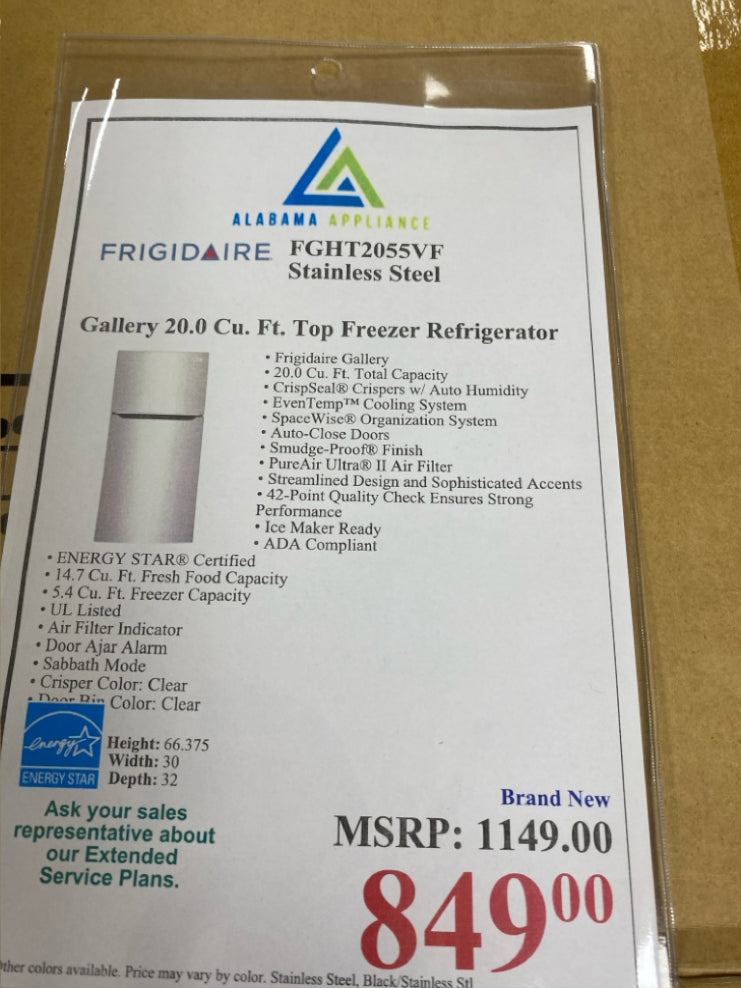 ALABAMA APPLIANCE
FRIGIDAIRE FGHT2055VF
Stainless Steel
Gallery 20.0 Cu. Ft. Top Freezer Refrigerator
• Frigidaire Gallery
• 20.0 Cu. Ft. Total Capacity
• CrispSeal® Crispers w/ Auto Humidity
• EvenTemp™ Cooling System
• SpaceWise® Organization System
• Auto-Close Doors
• Smudge-Proof® Finish
• PureAir Ultra® II Air Filter
• Streamlined Design and Sophisticated Accents
• 42-Point Quality Check Ensures Strong
Performance
• Ice Maker Ready
• ADA Compliant
• ENERGY STAR® Certified
• 14.7 Cu. Ft. Fresh Food Capacity
• 5.4 Cu. Ft. Freezer Capacity
• UL Listed
• Air Filter Indicator
• Door Ajar Alarm
• Sabbath Mode
• Crisper Color: Clear
• Door Bin Color: Clear
energy
ENERGY STAR
Height: 66.375
Width: 30
Depth: 32
Ask your sales
representative about
our Extended
Service Plans.
Brand New
MSRP: 1149.00
849 00
ther colors available. Price may vary by color. Stainless Steel, Black/Stainless Stl